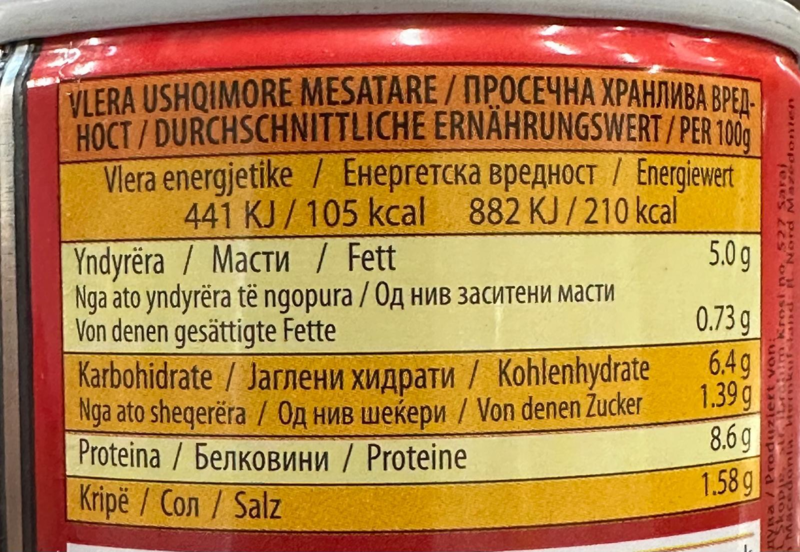 VLERA USHQIMORE MESATARE / ПРОСЕЧНА ХРАНЛИВА ВРЕД-
НОСТ / DURCHSCHNITTLICHE ERNÄHRUNGSWERT / PER 100g
Vlera energjetike / Енергетска вредност / Energiewert
441 KJ / 105 kcal 882 KJ / 210 kcal
Yndyrëra / Масти / Fett 5.0 g
Nga ato yndyrëra të ngopura / Од нив заситени масти
Von denen gesättigte Fette 0.73 g
Karbohidrate / Јаглени хидрати / Kohlenhydrate 6.4 g
Nga ato sheqerëra / Од нив шеќери / Von denen Zucker 1.39 g
Proteina / Белковини / Proteine 8.6 g
Kripë / Сол / Salz 1.58 g